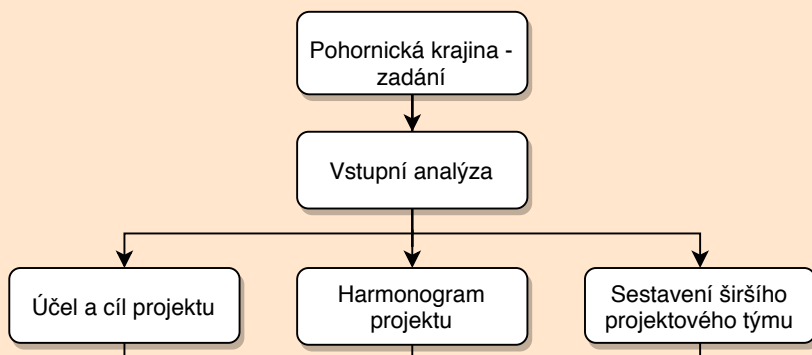 Pohornická krajina -
zadání
Vstupní analýza
Účel a cíl projektu
Harmonogram
projektu
Sestavení širšího
projektového týmu